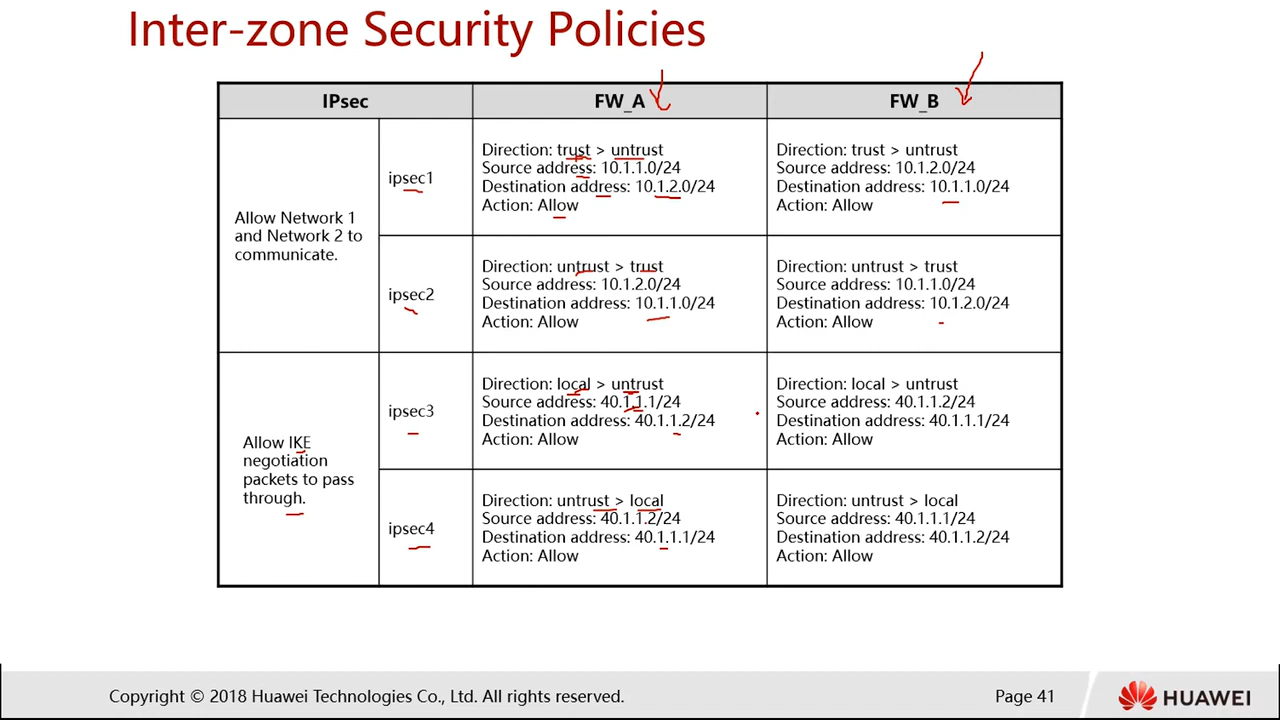 Inter-zone Security Policies
IPsec
FW_A
FW_B
Allow Network 1
and Network 2 to
communicate.
ipsec1
Direction: trust > untrust
Source address: 10.1.1.0/24
Destination address: 10.1.2.0/24
Action: Allow
Direction: trust > untrust
Source address: 10.1.2.0/24
Destination address: 10.1.1.0/24
Action: Allow
ipsec2
Direction: untrust > trust
Source address: 10.1.2.0/24
Destination address: 10.1.1.0/24
Action: Allow
Direction: untrust > trust
Source address: 10.1.1.0/24
Destination address: 10.1.2.0/24
Action: Allow
Allow IKE
negotiation
packets to pass
through.
ipsec3
Direction: local > untrust
Source address: 40.1.1.1/24
Destination address: 40.1.1.2/24
Action: Allow
Direction: local > untrust
Source address: 40.1.1.2/24
Destination address: 40.1.1.1/24
Action: Allow
ipsec4
Direction: untrust > local
Source address: 40.1.1.2/24
Destination address: 40.1.1.1/24
Action: Allow
Direction: untrust > local
Source address: 40.1.1.1/24
Destination address: 40.1.1.2/24
Action: Allow
Copyright © 2018 Huawei Technologies Co., Ltd. All rights reserved.
Page 41
HUAWEI